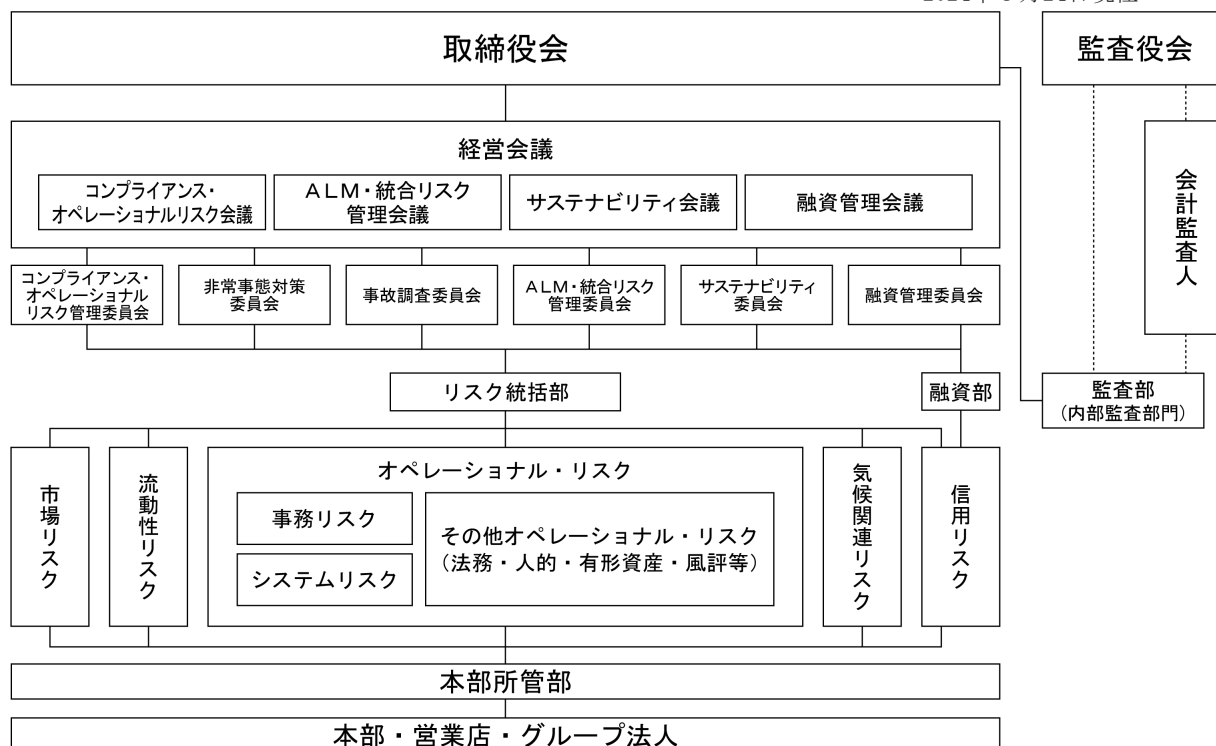 取締役会
監査役会
経営会議
コンプライアンス・
オペレーショナルリスク会議
ALM・統合リスク
管理会議
サステナビリティ会議
融資管理会議
会計監査人
コンプライアンス・
オペレーショナル
リスク管理委員会
非常事態対策
委員会
事故調査委員会
ALM・統合リスク
管理委員会
サステナビリティ
委員会
融資管理委員会
リスク統括部
融資部
監査部
(内部監査部門)
市場リスク
流動性リスク
オペレーショナル・リスク
事務リスク
システムリスク
その他オペレーショナル・リスク
(法務・人的・有形資産・風評等)
気候関連リスク
信用リスク
本部所管部
本部・営業店・グループ法人